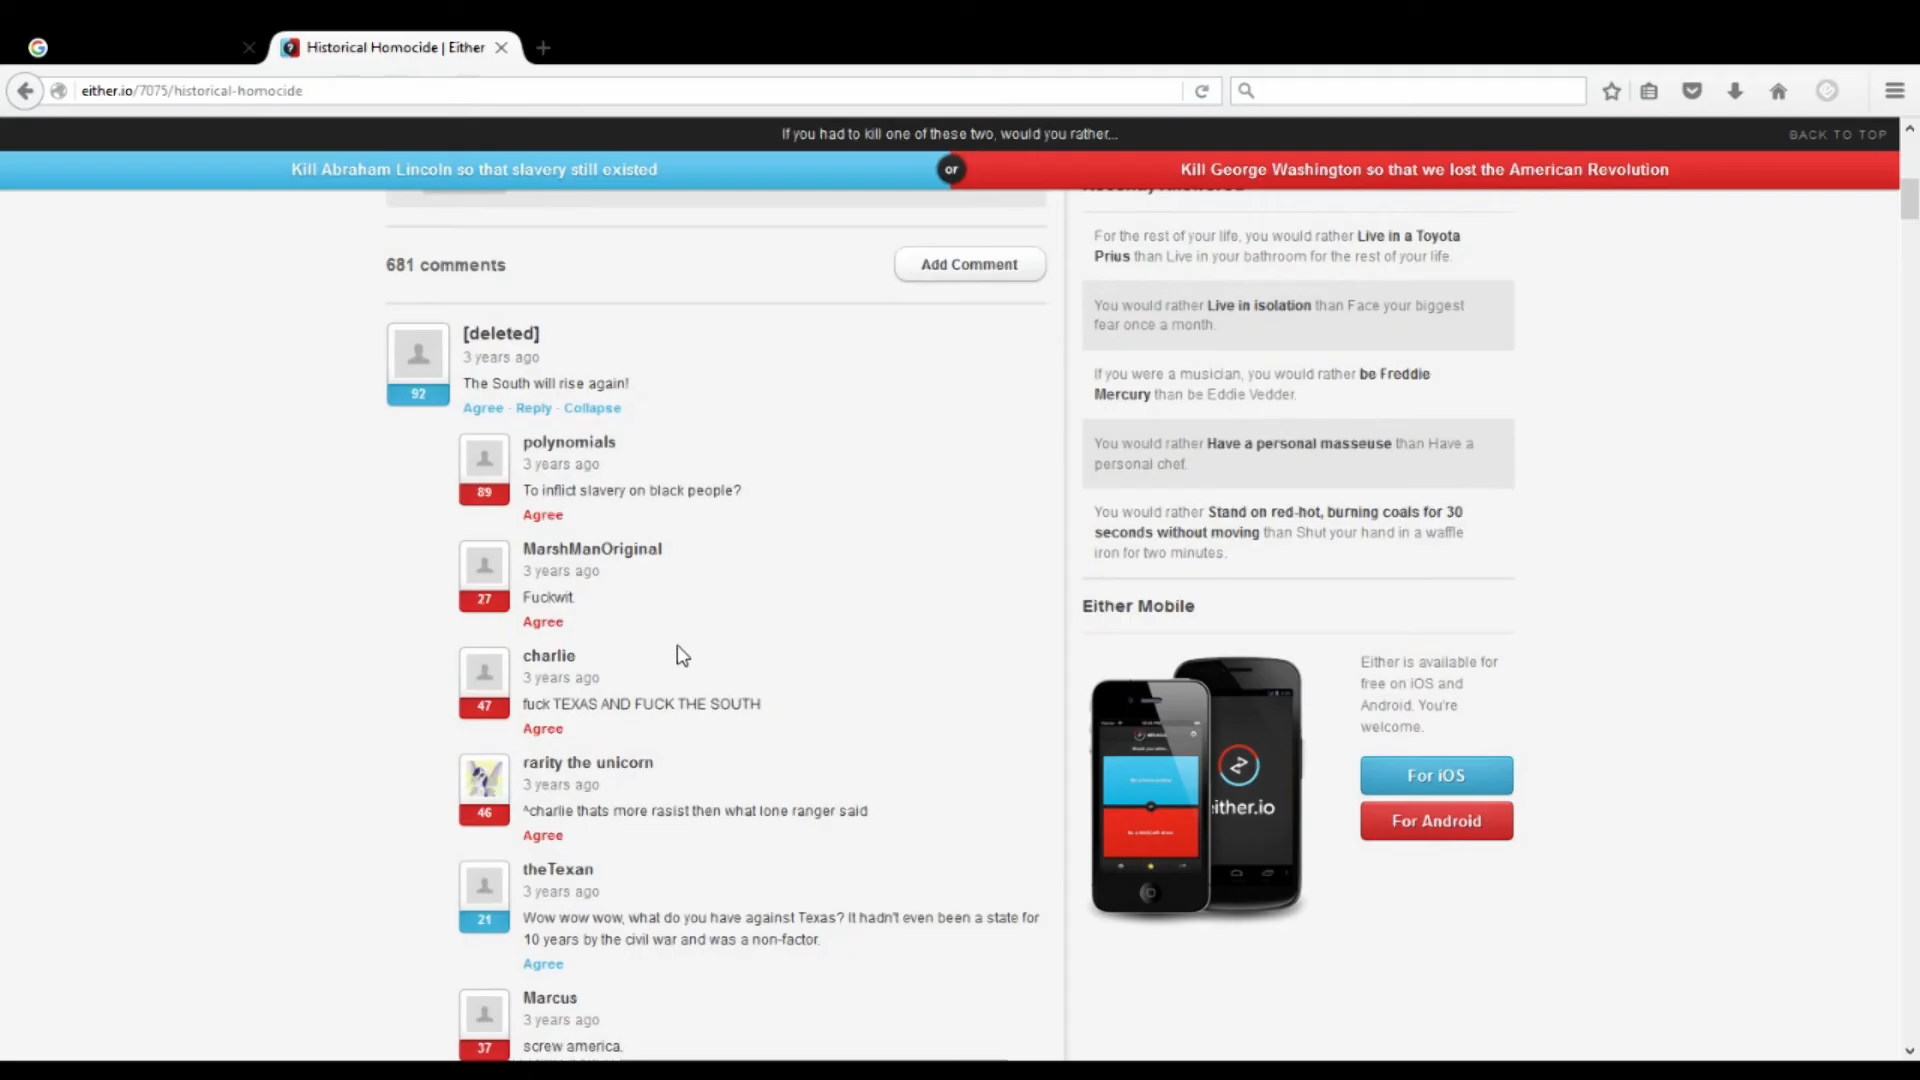 Historical Homocide | Either
either.io/7075/historical-homocide
If you had to kill one of these two, would you rather...
BACK TO TOP
Kill Abraham Lincoln so that slavery still existed
or
Kill George Washington so that we lost the American Revolution
681 comments
Add Comment
[deleted]
3 years ago
92
The South will rise again!
Agree · Reply · Collapse
polynomials
3 years ago
89
To inflict slavery on black people?
Agree
MarshManOriginal
3 years ago
27
Fuckwit.
Agree
charlie
3 years ago
47
fuck TEXAS AND FUCK THE SOUTH
Agree
rarity the unicorn
3 years ago
46
^charlie thats more rasist then what lone ranger said
Agree
theTexan
3 years ago
21
Wow wow wow, what do you have against Texas? It hadn't even been a state for
10 years by the civil war and was a non-factor.
Agree
Marcus
3 years ago
37
screw america.
Recently Answered
For the rest of your life, you would rather Live in a Toyota
Prius than Live in your bathroom for the rest of your life.
You would rather Live in isolation than Face your biggest
fear once a month.
If you were a musician, you would rather be Freddie
Mercury than be Eddie Vedder.
You would rather Have a personal masseuse than Have a
personal chef.
You would rather Stand on red-hot, burning coals for 30
seconds without moving than Shut your hand in a waffle
iron for two minutes.
Either Mobile
either.io
Either is available for
free on iOS and
Android. You're
welcome.
For iOS
For Android